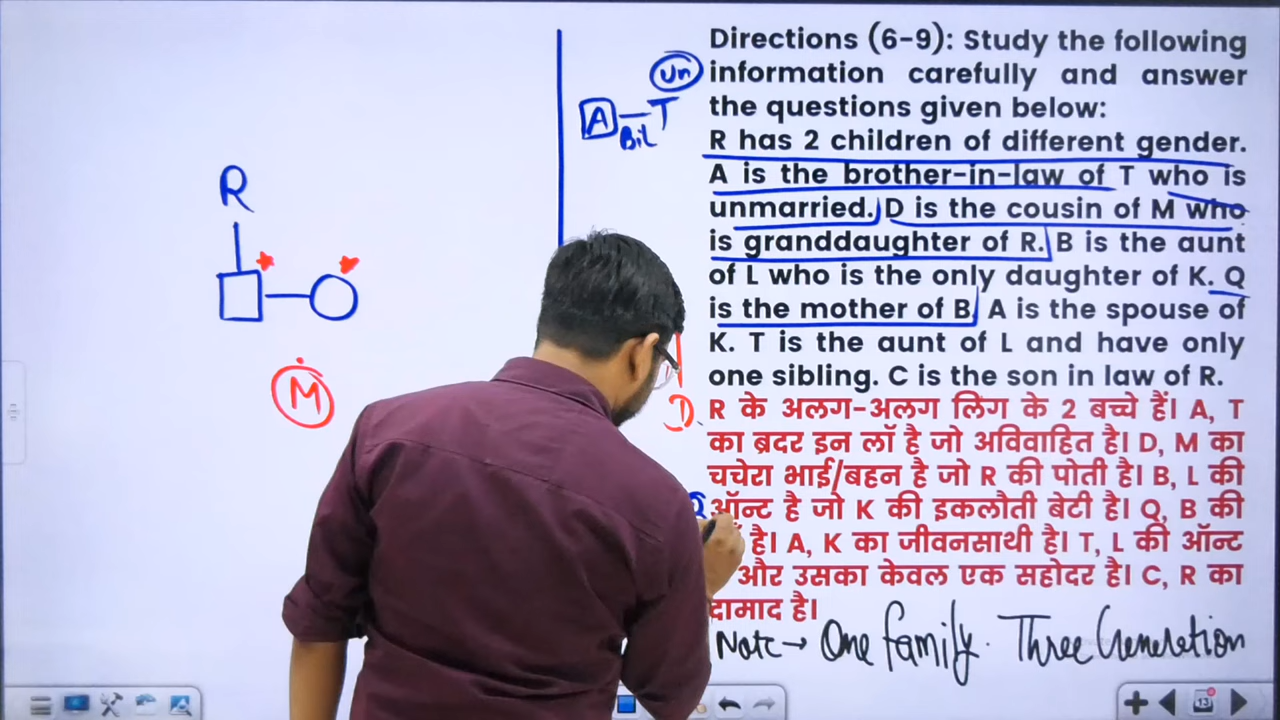 Directions (6-9): Study the following
information carefully and answer
the questions given below:
R has 2 children of different gender.
A is the brother-in-law of T who is
unmarried. D is the cousin of M who
is granddaughter of R. B is the aunt
of L who is the only daughter of K. Q
is the mother of B. A is the spouse of
K. T is the aunt of L and have only
one sibling. C is the son in law of R.
R के अलग-अलग लिंग के 2 बच्चे हैं। A, T
का ब्रदर इन लॉ है जो अविवाहित है। D, M का
चचेरा भाई/बहन है जो R की पोती है। B, L की
ऑन्ट है जो K की इकलौती बेटी है। Q, B की
है। A, K का जीवनसाथी है। T, L की ऑन्ट
और उसका केवल एक सहोदर है। C, R का
दामाद है।
Note → One family. Three Generation
Un
A — T
Bil
R
M
D
Q
13